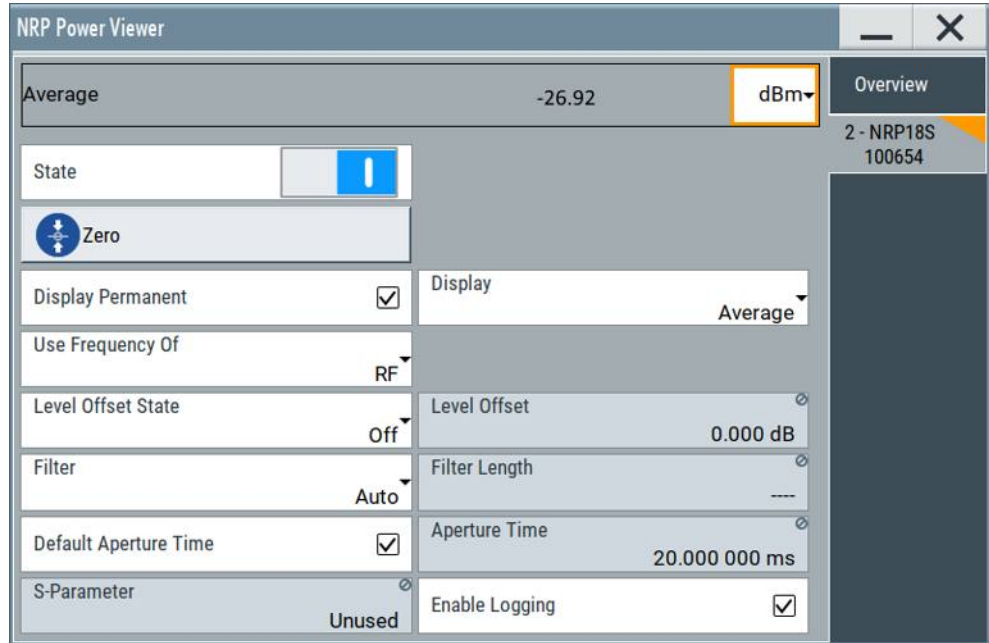 NRP Power Viewer
Average -26.92 dBm
Overview
2 - NRP18S
100654
State
Zero
Display Permanent
Display
Average
Use Frequency Of
RF
Level Offset State
Off
Level Offset
0.000 dB
Filter
Auto
Filter Length
----
Default Aperture Time
Aperture Time
20.000 000 ms
S-Parameter
Unused
Enable Logging